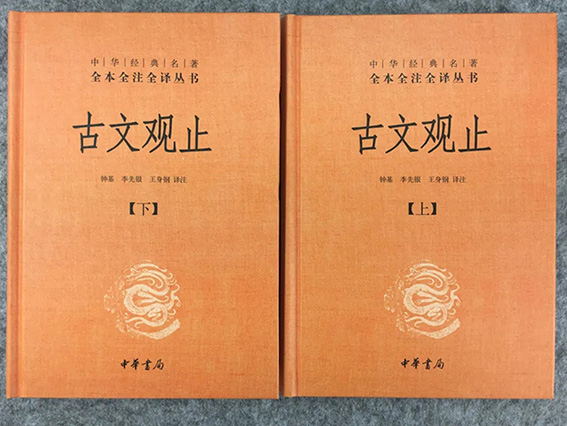 中华经典名著
全本全注全译丛书
古文观止
钟基 李先银 王身钢 译注
【下】
中華書局
中华经典名著
全本全注全译丛书
古文观止
钟基 李先银 王身钢 译注
【上】
中華書局